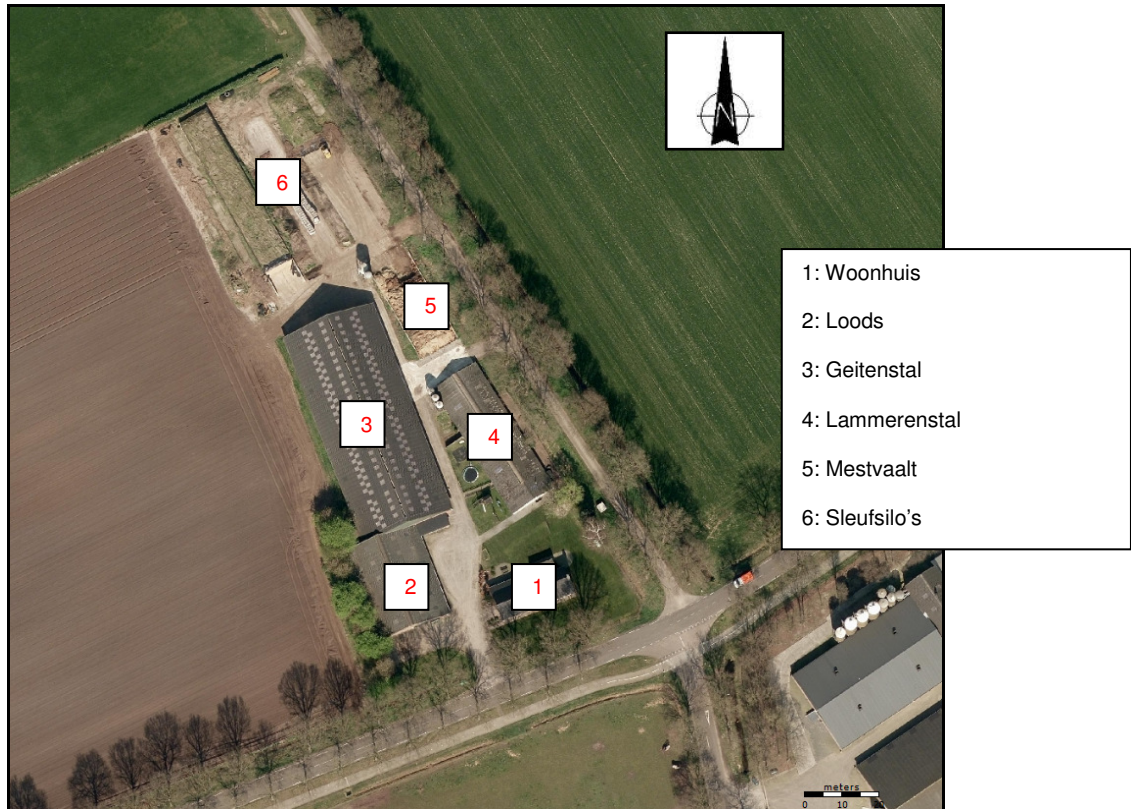 N
6
5
3
4
2
1
1: Woonhuis
2: Loods
3: Geitenstal
4: Lammerenstal
5: Mestvaalt
6: Sleufsilo’s
meters
0 10 20